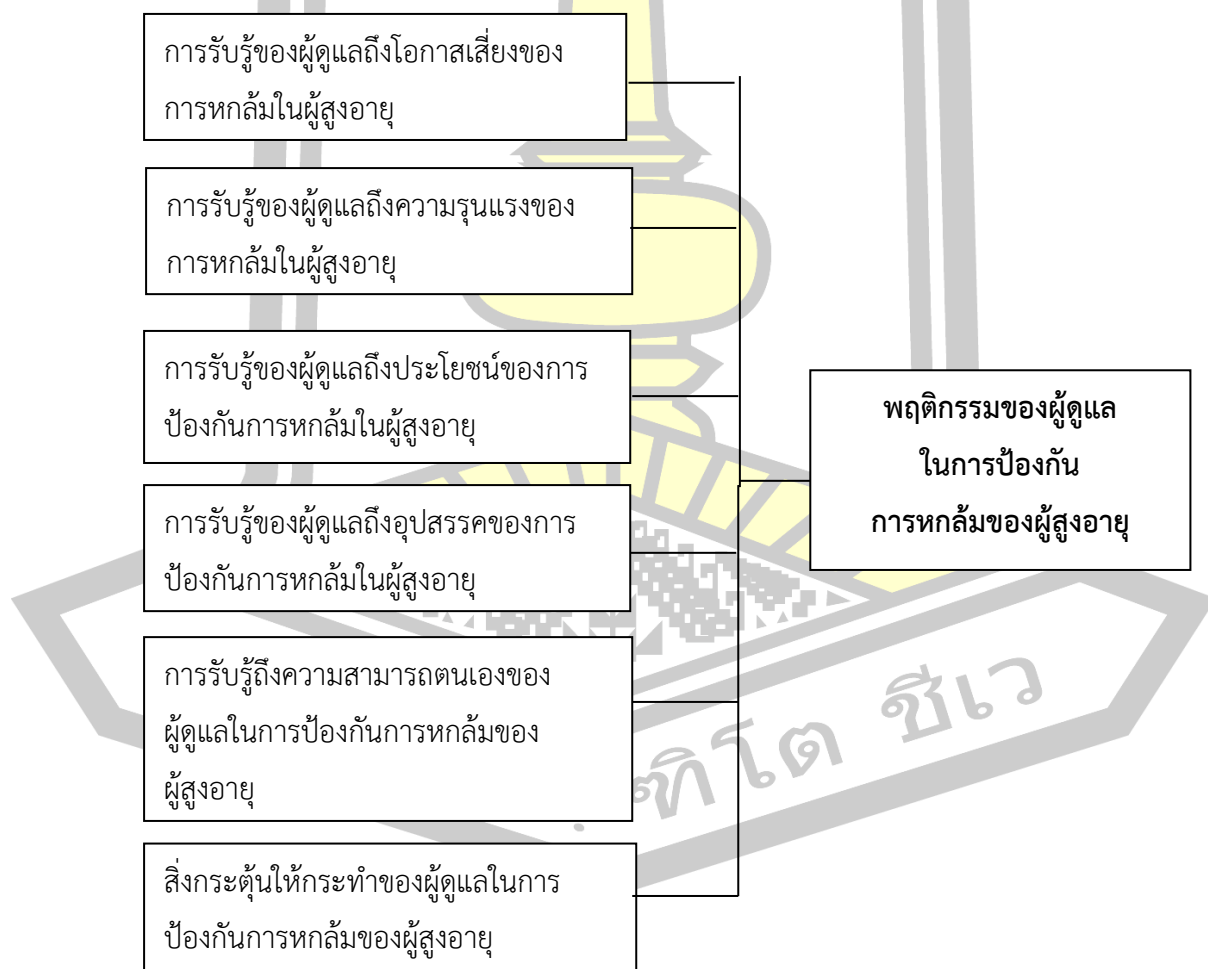 การรับรู้ของผู้ดูแลถึงโอกาสเสี่ยงของ
การหกล้มในผู้สูงอายุ
การรับรู้ของผู้ดูแลถึงความรุนแรงของ
การหกล้มในผู้สูงอายุ
การรับรู้ของผู้ดูแลถึงประโยชน์ของการ
ป้องกันการหกล้มในผู้สูงอายุ
การรับรู้ของผู้ดูแลถึงอุปสรรคของการ
ป้องกันการหกล้มในผู้สูงอายุ
การรับรู้ถึงความสามารถตนเองของ
ผู้ดูแลในการป้องกันการหกล้มของ
ผู้สูงอายุ
สิ่งกระตุ้นให้กระทำของผู้ดูแลในการ
ป้องกันการหกล้มของผู้สูงอายุ
พฤติกรรมของผู้ดูแล
ในการป้องกัน
การหกล้มของผู้สูงอายุ
ชีเว